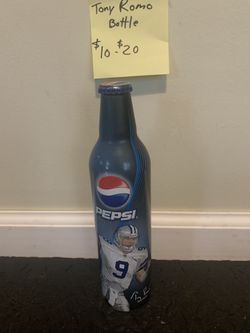 Tony Romo
Bottle
$10-$20
PEPSI
9